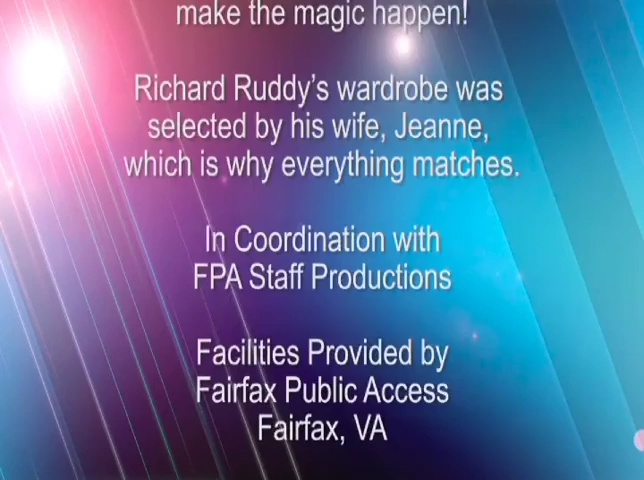 make the magic happen!
Richard Ruddy's wardrobe was
selected by his wife, Jeanne,
which is why everything matches.
In Coordination with
FPA Staff Productions
Facilities Provided by
Fairfax Public Access
Fairfax, VA